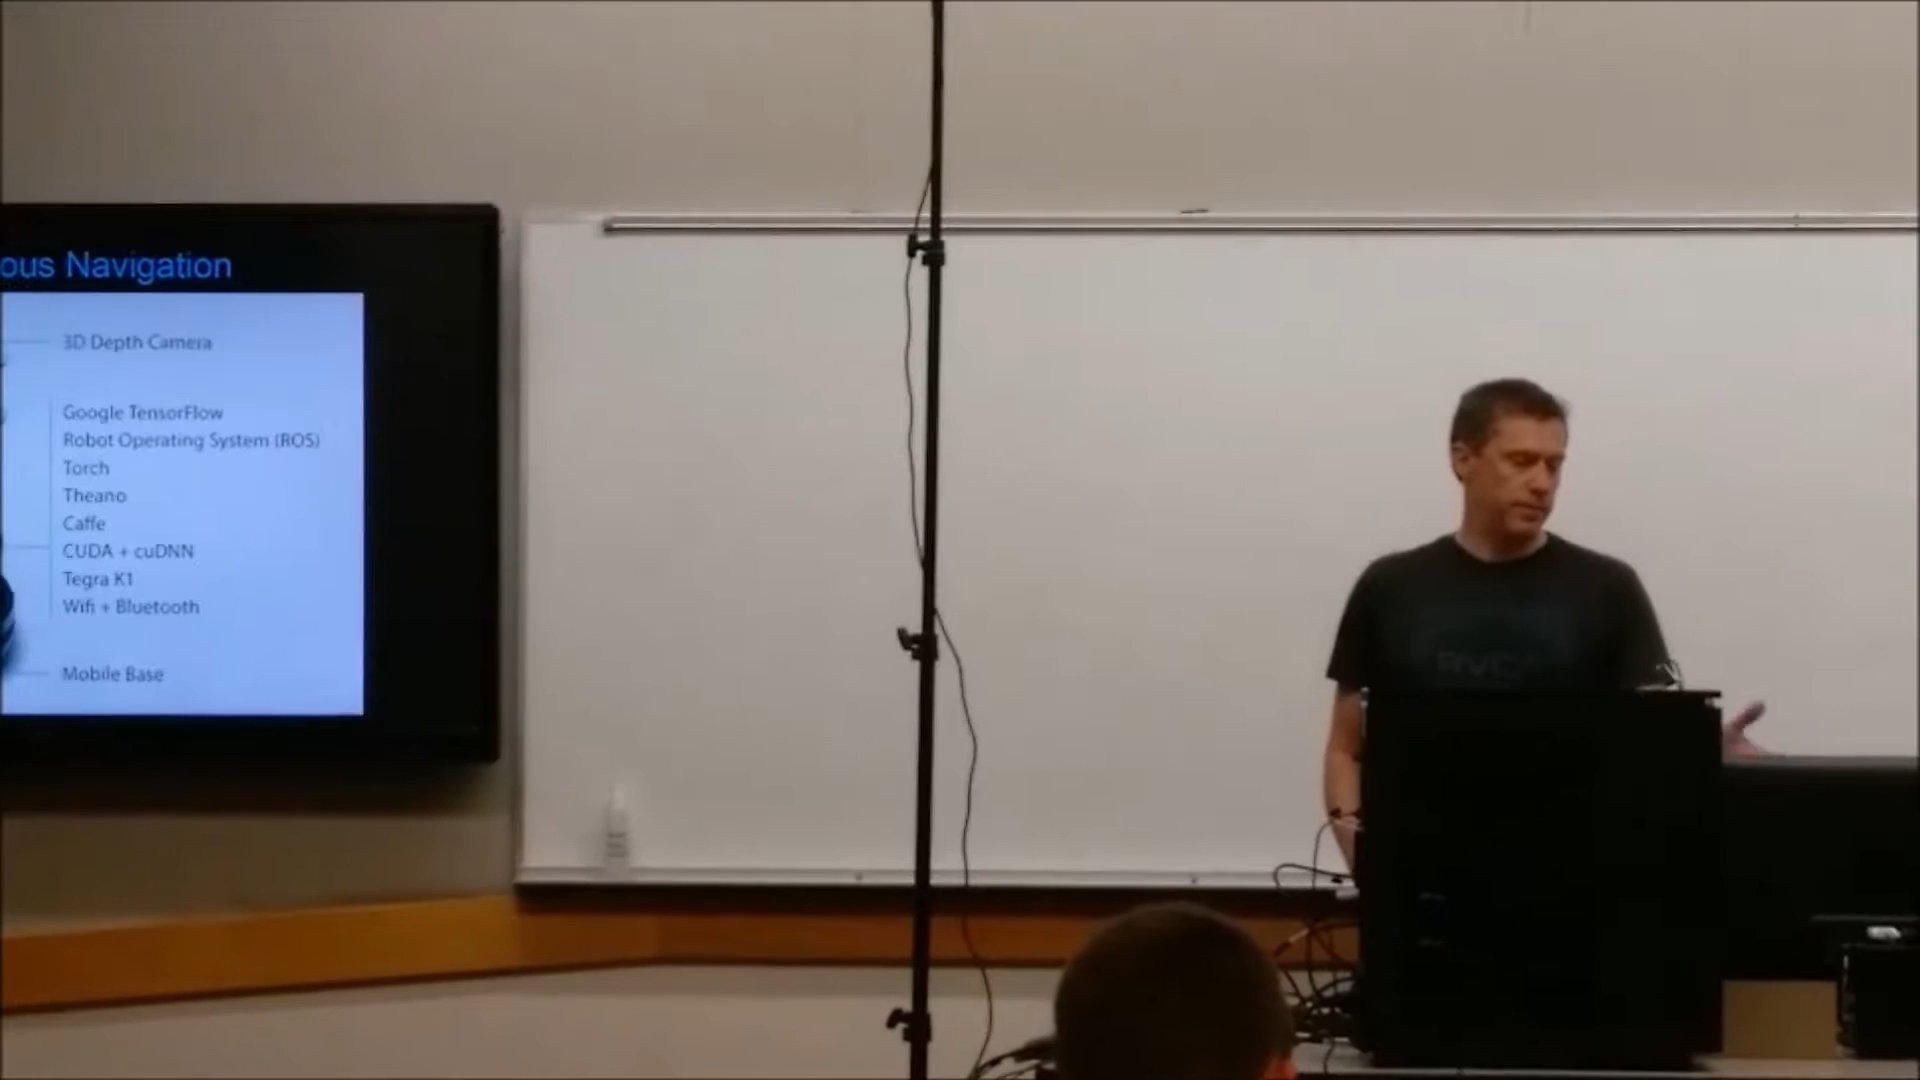 ous Navigation
3D Depth Camera
Google TensorFlow
Robot Operating System (ROS)
Torch
Theano
Caffe
CUDA + cuDNN
Tegra K1
Wifi + Bluetooth
Mobile Base
RVCA